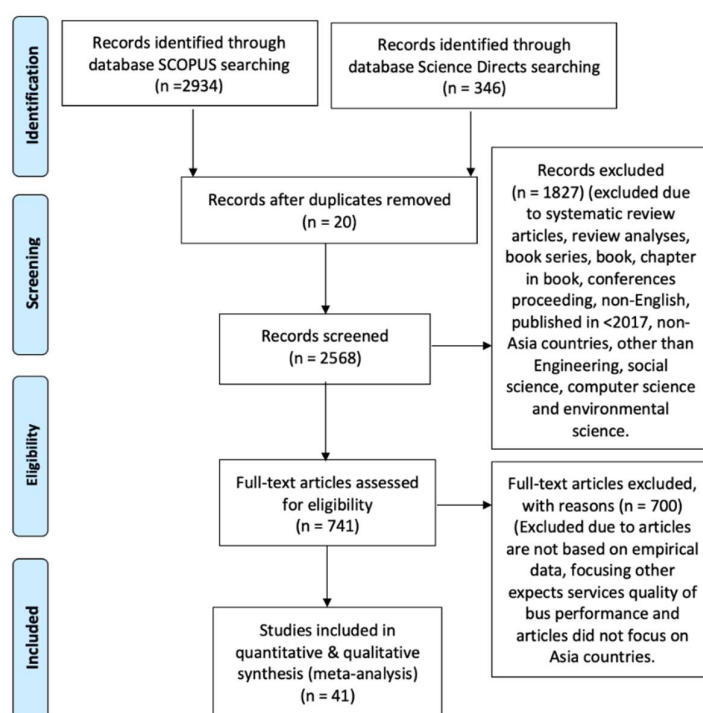 Identification
Records identified through
database SCOPUS searching
(n =2934)
Records identified through
database Science Directs searching
(n = 346)
Screening
Records after duplicates removed
(n = 20)
Records screened
(n = 2568)
Records excluded
(n = 1827) (excluded due
to systematic review
articles, review analyses,
book series, book, chapter
in book, conferences
proceeding, non-English,
published in <2017, non-
Asia countries, other than
Engineering, social
science, computer science
and environmental
science.
Eligibility
Full-text articles assessed
for eligibility
(n = 741)
Full-text articles excluded,
with reasons (n = 700)
(Excluded due to articles
are not based on empirical
data, focusing other
expects services quality of
bus performance and
articles did not focus on
Asia countries.
Included
Studies included in
quantitative & qualitative
synthesis (meta-analysis)
(n = 41)